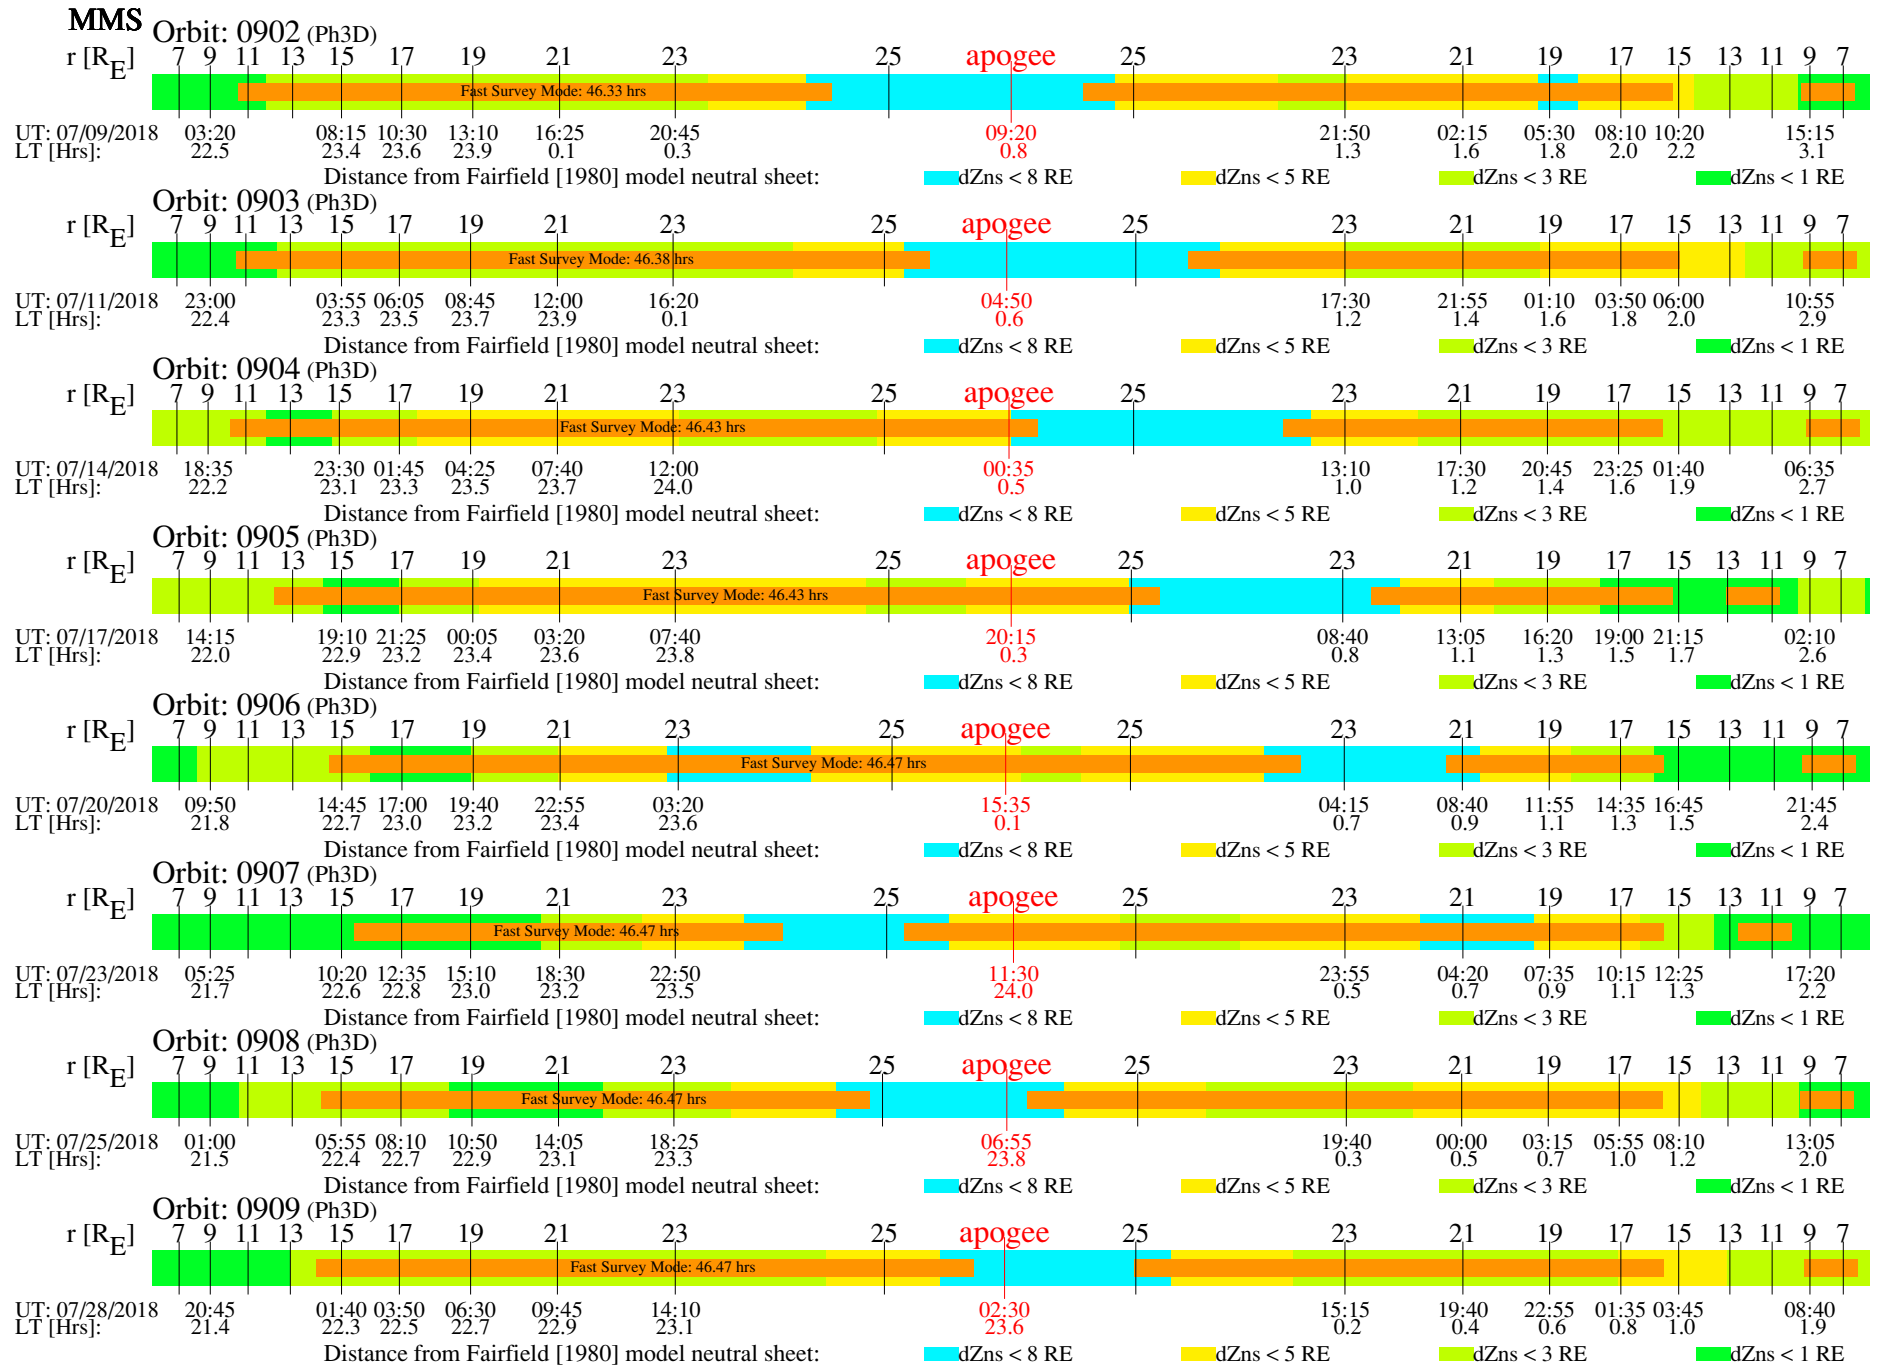 MMS
Orbit: 0902 (Ph3D)
r [RE] 7 9 11 13 15 17 19 21 23 25 apogee 25 23 21 19 17 15 13 11 9 7
Fast Survey Mode: 46.33 hrs
UT: 07/09/2018 03:20 08:15 10:30 13:10 16:25 20:45 09:20 21:50 02:15 05:30 08:10 10:20 15:15
LT [Hrs]: 22.5 23.4 23.6 23.9 0.1 0.3 0.8 1.3 1.6 1.8 2.0 2.2 3.1
Distance from Fairfield [1980] model neutral sheet: dZns < 8 RE dZns < 5 RE dZns < 3 RE dZns < 1 RE
Orbit: 0903 (Ph3D)
r [RE] 7 9 11 13 15 17 19 21 23 25 apogee 25 23 21 19 17 15 13 11 9 7
Fast Survey Mode: 46.38 hrs
UT: 07/11/2018 23:00 03:55 06:05 08:45 12:00 16:20 04:50 17:30 21:55 01:10 03:50 06:00 10:55
LT [Hrs]: 22.4 23.3 23.5 23.7 23.9 0.1 0.6 1.2 1.4 1.6 1.8 2.0 2.9
Distance from Fairfield [1980] model neutral sheet: dZns < 8 RE dZns < 5 RE dZns < 3 RE dZns < 1 RE
Orbit: 0904 (Ph3D)
r [RE] 7 9 11 13 15 17 19 21 23 25 apogee 25 23 21 19 17 15 13 11 9 7
Fast Survey Mode: 46.43 hrs
UT: 07/14/2018 18:35 23:30 01:45 04:25 07:40 12:00 00:35 13:10 17:30 20:45 23:25 01:40 06:35
LT [Hrs]: 22.2 23.1 23.3 23.5 23.7 24.0 0.5 1.0 1.2 1.4 1.6 1.9 2.7
Distance from Fairfield [1980] model neutral sheet: dZns < 8 RE dZns < 5 RE dZns < 3 RE dZns < 1 RE
Orbit: 0905 (Ph3D)
r [RE] 7 9 11 13 15 17 19 21 23 25 apogee 25 23 21 19 17 15 13 11 9 7
Fast Survey Mode: 46.43 hrs
UT: 07/17/2018 14:15 19:10 21:25 00:05 03:20 07:40 20:15 08:40 13:05 16:20 19:00 21:15 02:10
LT [Hrs]: 22.0 22.9 23.2 23.4 23.6 23.8 0.3 0.8 1.1 1.3 1.5 1.7 2.6
Distance from Fairfield [1980] model neutral sheet: dZns < 8 RE dZns < 5 RE dZns < 3 RE dZns < 1 RE
Orbit: 0906 (Ph3D)
r [RE] 7 9 11 13 15 17 19 21 23 25 apogee 25 23 21 19 17 15 13 11 9 7
Fast Survey Mode: 46.47 hrs
UT: 07/20/2018 09:50 14:45 17:00 19:40 22:55 03:20 15:35 04:15 08:40 11:55 14:35 16:45 21:45
LT [Hrs]: 21.8 22.7 23.0 23.2 23.4 23.6 0.1 0.7 0.9 1.1 1.3 1.5 2.4
Distance from Fairfield [1980] model neutral sheet: dZns < 8 RE dZns < 5 RE dZns < 3 RE dZns < 1 RE
Orbit: 0907 (Ph3D)
r [RE] 7 9 11 13 15 17 19 21 23 25 apogee 25 23 21 19 17 15 13 11 9 7
Fast Survey Mode: 46.47 hrs
UT: 07/23/2018 05:25 10:20 12:35 15:10 18:30 22:50 11:30 23:55 04:20 07:35 10:15 12:25 17:20
LT [Hrs]: 21.7 22.6 22.8 23.0 23.2 23.5 24.0 0.5 0.7 0.9 1.1 1.3 2.2
Distance from Fairfield [1980] model neutral sheet: dZns < 8 RE dZns < 5 RE dZns < 3 RE dZns < 1 RE
Orbit: 0908 (Ph3D)
r [RE] 7 9 11 13 15 17 19 21 23 25 apogee 25 23 21 19 17 15 13 11 9 7
Fast Survey Mode: 46.47 hrs
UT: 07/25/2018 01:00 05:55 08:10 10:50 14:05 18:25 06:55 19:40 00:00 03:15 05:55 08:10 13:05
LT [Hrs]: 21.5 22.4 22.7 22.9 23.1 23.3 23.8 0.3 0.5 0.7 1.0 1.2 2.0
Distance from Fairfield [1980] model neutral sheet: dZns < 8 RE dZns < 5 RE dZns < 3 RE dZns < 1 RE
Orbit: 0909 (Ph3D)
r [RE] 7 9 11 13 15 17 19 21 23 25 apogee 25 23 21 19 17 15 13 11 9 7
Fast Survey Mode: 46.47 hrs
UT: 07/28/2018 20:45 01:40 03:50 06:30 09:45 14:10 02:30 15:15 19:40 22:55 01:35 03:45 08:40
LT [Hrs]: 21.4 22.3 22.5 22.7 22.9 23.1 23.6 0.2 0.4 0.6 0.8 1.0 1.9
Distance from Fairfield [1980] model neutral sheet: dZns < 8 RE dZns < 5 RE dZns < 3 RE dZns < 1 RE